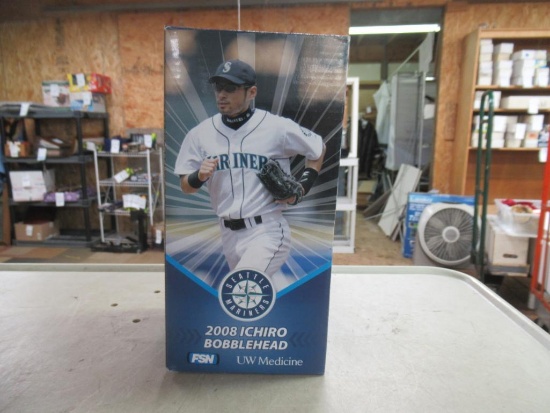 S
MARINERS
SEATTLE
MARINERS
2008 ICHIRO
BOBBLEHEAD
FSN UW Medicine